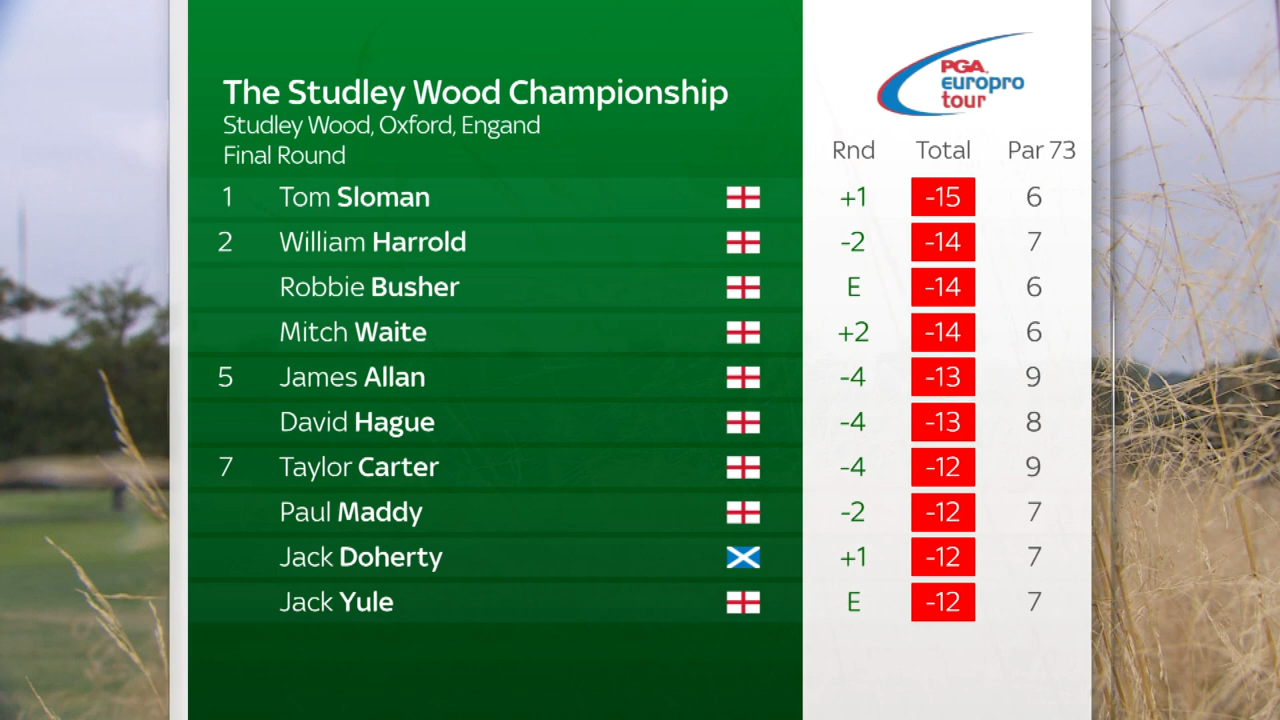 PGA
europro
tour
The Studley Wood Championship
Studley Wood, Oxford, Engand
Final Round
Rnd Total Par 73
1 Tom Sloman +1 -15 6
2 William Harrold -2 -14 7
Robbie Busher E -14 6
Mitch Waite +2 -14 6
5 James Allan -4 -13 9
David Hague -4 -13 8
7 Taylor Carter -4 -12 9
Paul Maddy -2 -12 7
Jack Doherty +1 -12 7
Jack Yule E -12 7